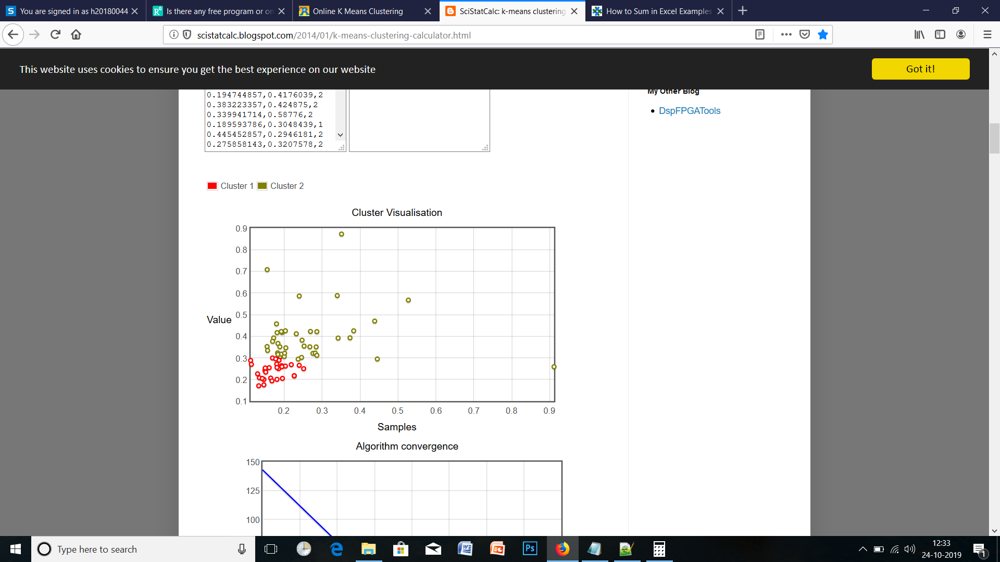 You are signed in as h20180044
Is there any free program or on
Online K Means Clustering
SciStatCalc: k-means clustering
How to Sum in Excel Examples
scistatcalc.blogspot.com/2014/01/k-means-clustering-calculator.html
This website uses cookies to ensure you get the best experience on our website
Got it!
My Other Blog
DspFPGATools
0.194744857,0.4176039,2
0.383223357,0.424875,2
0.339941714,0.58776,2
0.189593786,0.3048439,1
0.445452857,0.2946181,2
0.275858143,0.3207578,2
Cluster 1 Cluster 2
Cluster Visualisation
0.9
0.8
0.7
0.6
0.5
0.4
0.3
0.2
0.1
Value
0.2 0.3 0.4 0.5 0.6 0.7 0.8 0.9
Samples
Algorithm convergence
150
125
100
Type here to search
12:33
24-10-2019
1